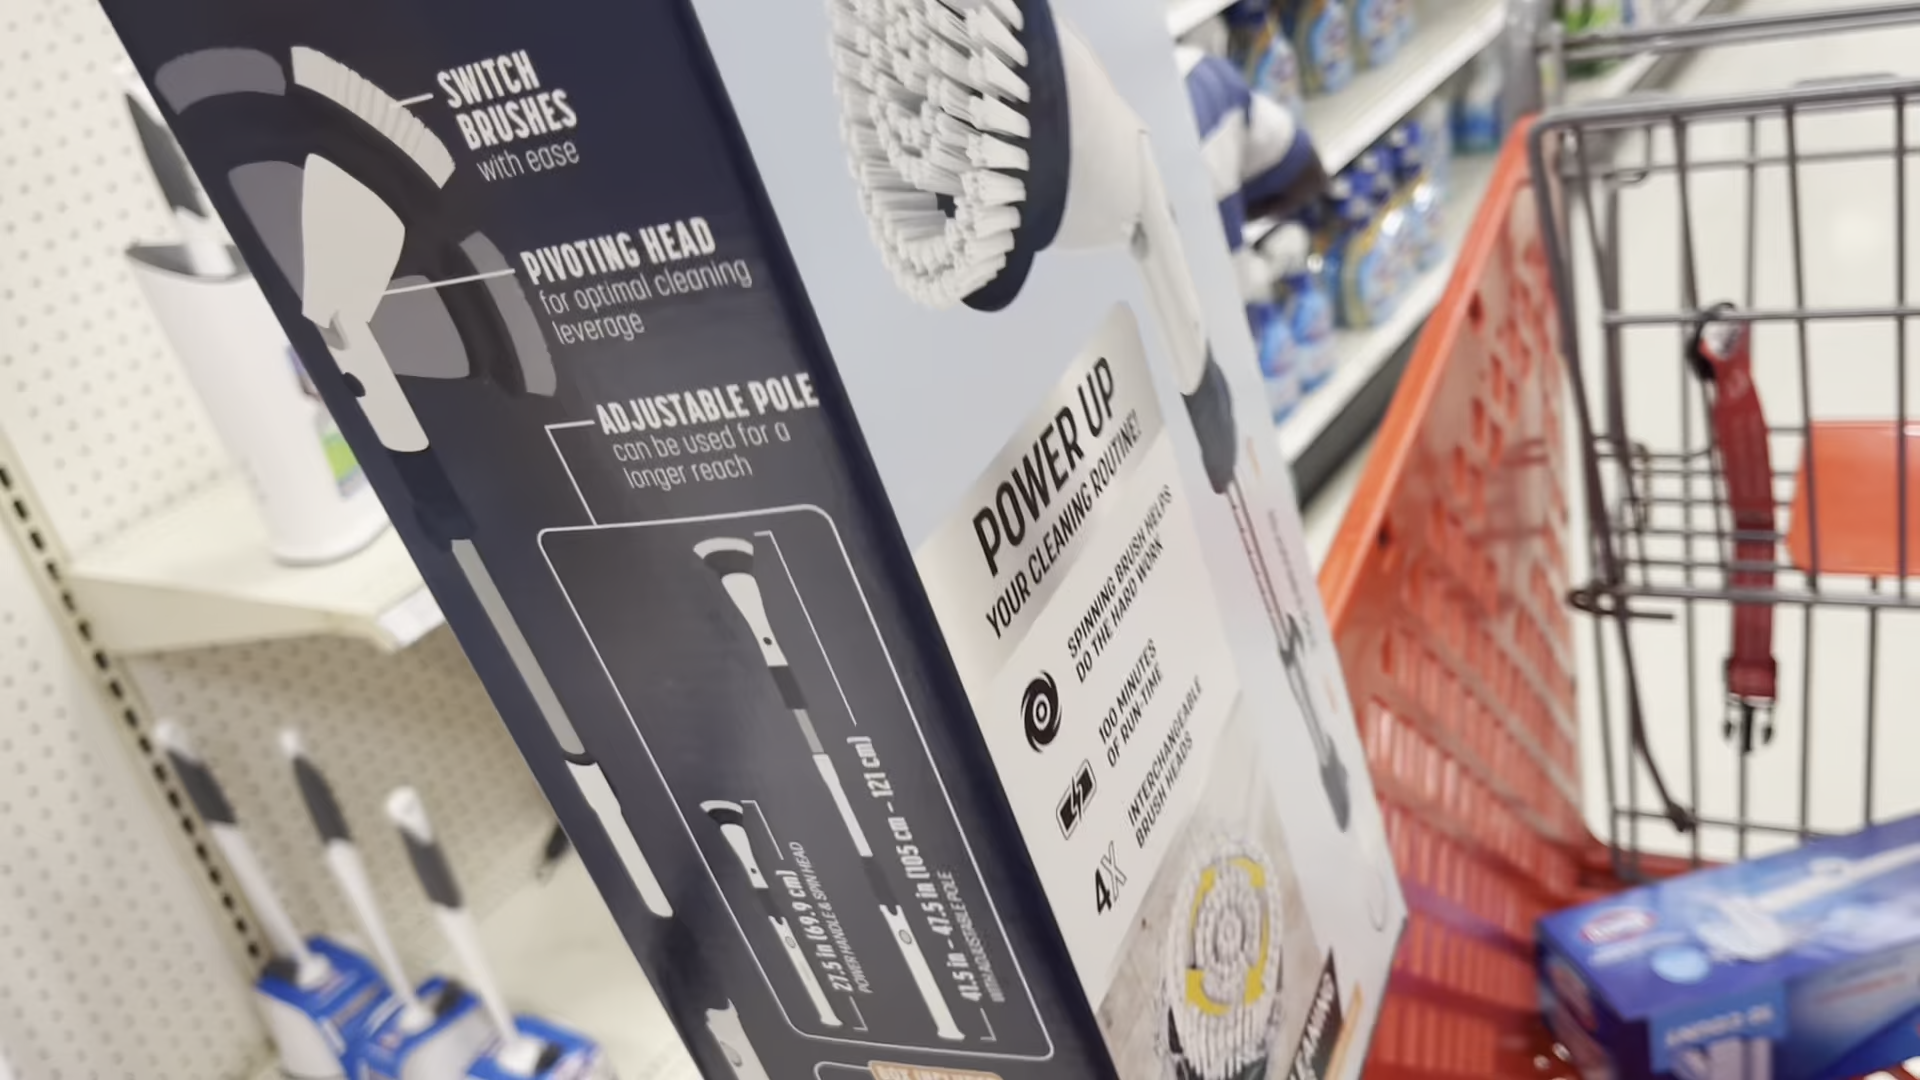 SWITCH
BRUSHES
with ease
PIVOTING HEAD
for optimal cleaning
leverage
ADJUSTABLE POLE
can be used for a
longer reach
27.5 in (69.9 cm)
POWER HANDLE & SPIN HEAD
41.5 in - 47.5 in (105 cm - 121 cm)
WITH ADJUSTABLE POLE
BOX INCLUDES
POWER UP
YOUR CLEANING ROUTINE!
SPINNING BRUSH HELPS
DO THE HARD WORK
100 MINUTES
OF RUN-TIME
4X
INTERCHANGEABLE
BRUSH HEADS